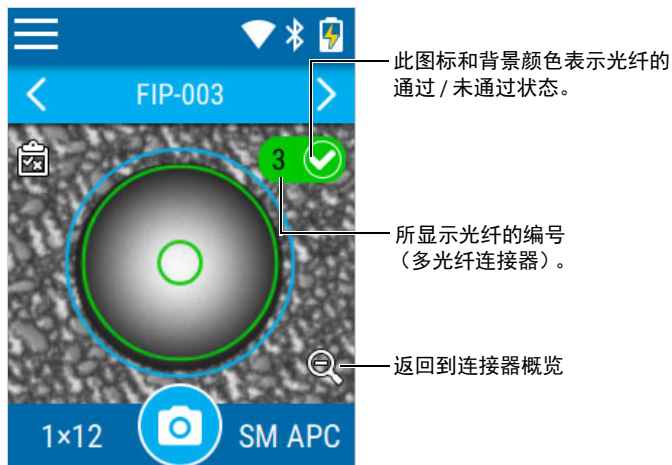 FIP-003
3
1×12
SM APC
此图标和背景颜色表示光纤的
通过 / 未通过状态。
所显示光纤的编号
（多光纤连接器）。
返回到连接器概览